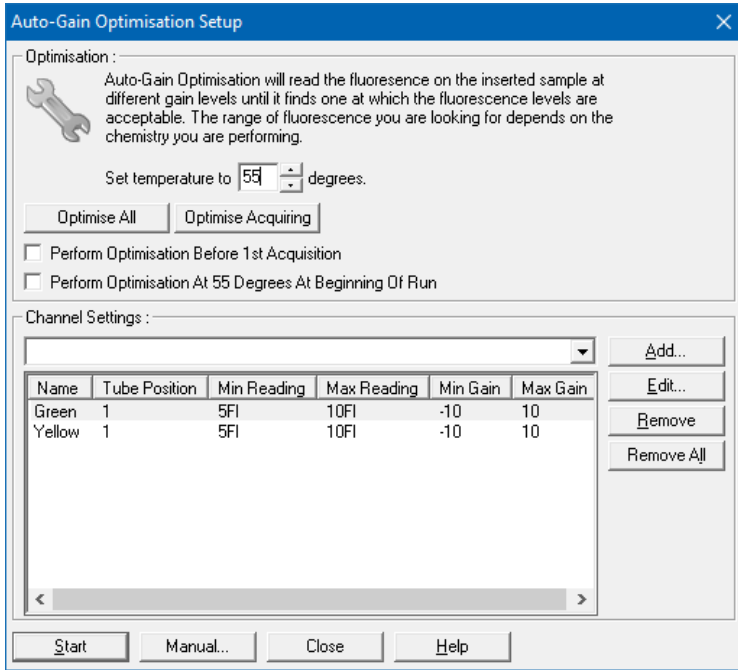 Auto-Gain Optimisation Setup
Optimisation :
Auto-Gain Optimisation will read the fluoresence on the inserted sample at
different gain levels until it finds one at which the fluorescence levels are
acceptable. The range of fluorescence you are looking for depends on the
chemistry you are performing.
Set temperature to 55 degrees.
Optimise All Optimise Acquiring
Perform Optimisation Before 1st Acquisition
Perform Optimisation At 55 Degrees At Beginning Of Run
Channel Settings :
Add...
Name Tube Position Min Reading Max Reading Min Gain Max Gain Edit...
Green 1 5Fl 10Fl -10 10
Remove
Yellow 1 5Fl 10Fl -10 10
Remove All
Start Manual... Close Help